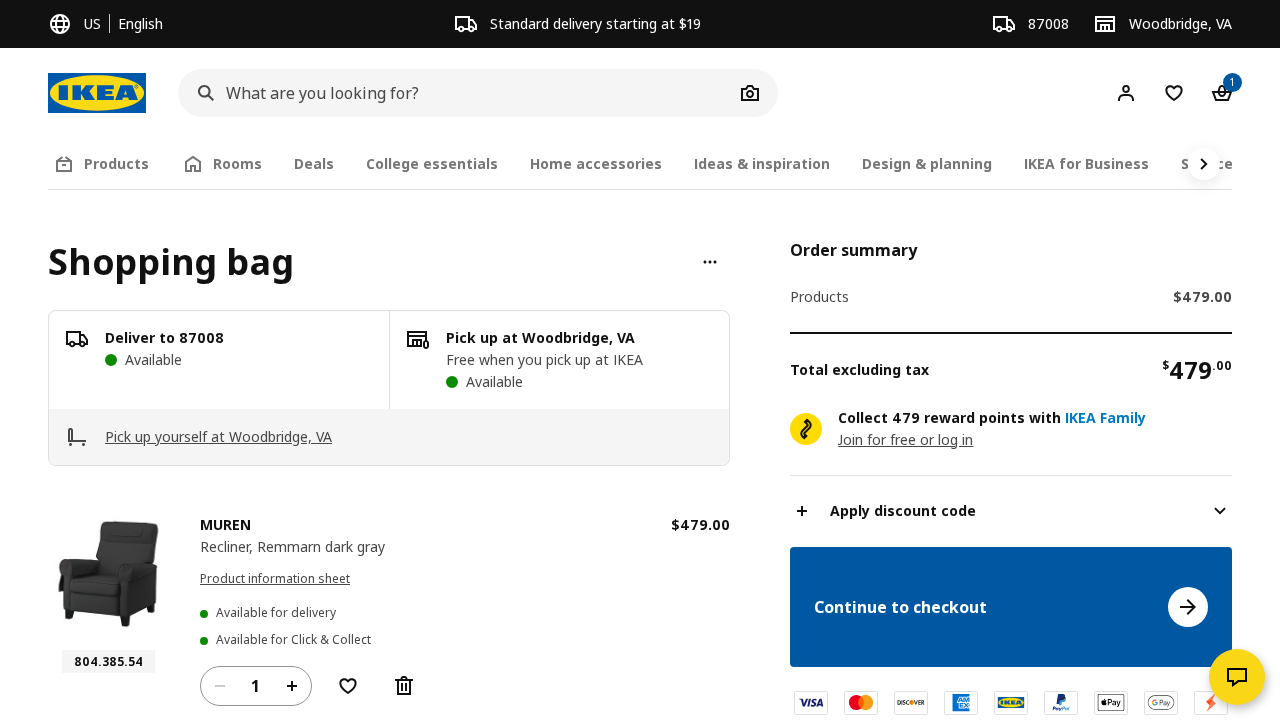 US English
Standard delivery starting at $19
87008
Woodbridge, VA
IKEA
What are you looking for?
1
Products
Rooms
Deals
College essentials
Home accessories
Ideas & inspiration
Design & planning
IKEA for Business
Shopping bag
Deliver to 87008
Available
Pick up at Woodbridge, VA
Free when you pick up at IKEA
Available
Pick up yourself at Woodbridge, VA
MUREN
$479.00
Recliner, Remmarn dark gray
Product information sheet
Available for delivery
Available for Click & Collect
804.385.54
1
Order summary
Products
$479.00
Total excluding tax
$479.00
Collect 479 reward points with IKEA Family
Join for free or log in
Apply discount code
Continue to checkout
VISA
DISCOVER
AMEX
IKEA
PayPal
Pay
G Pay